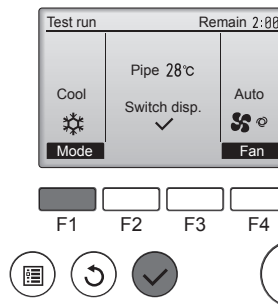 Test run Remain 2:00
Pipe 28℃
Cool
Switch disp.
Auto
Mode Fan
F1 F2 F3 F4